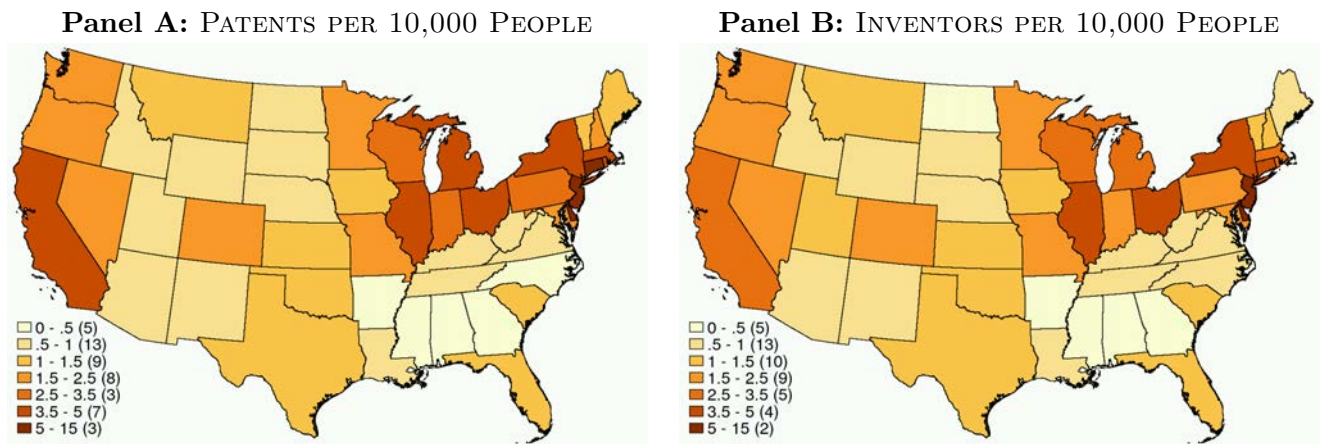 Panel A: PATENTS PER 10,000 PEOPLE
0 - .5 (5)
.5 - 1 (13)
1 - 1.5 (9)
1.5 - 2.5 (8)
2.5 - 3.5 (3)
3.5 - 5 (7)
5 - 15 (3)
Panel B: INVENTORS PER 10,000 PEOPLE
0 - .5 (5)
.5 - 1 (13)
1 - 1.5 (10)
1.5 - 2.5 (9)
2.5 - 3.5 (5)
3.5 - 5 (4)
5 - 15 (2)